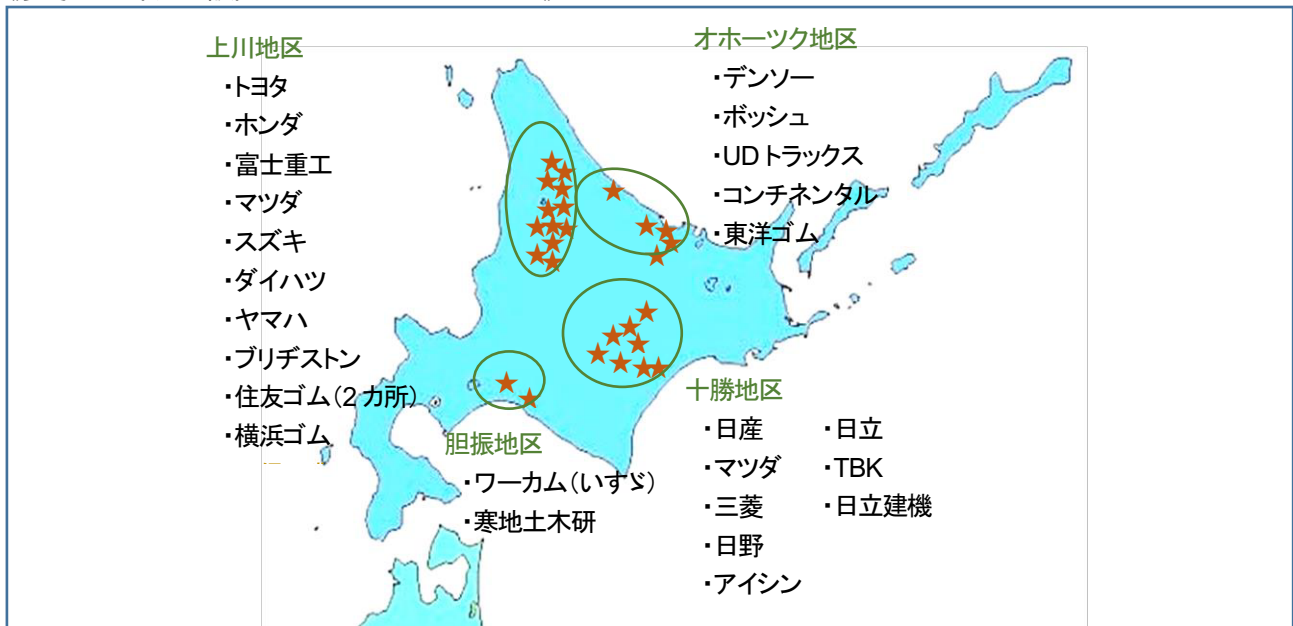 上川地区
・トヨタ
・ホンダ
・富士重工
・マツダ
・スズキ
・ダイハツ
・ヤマハ
・ブリヂストン
・住友ゴム（2カ所）
・横浜ゴム
オホーツク地区
・デンソー
・ボッシュ
・UDトラックス
・コンチネンタル
・東洋ゴム
胆振地区
・ワーカム（いすゞ）
・寒地土木研
十勝地区
・日産 ・日立
・マツダ ・TBK
・三菱 ・日立建機
・日野
・アイシン